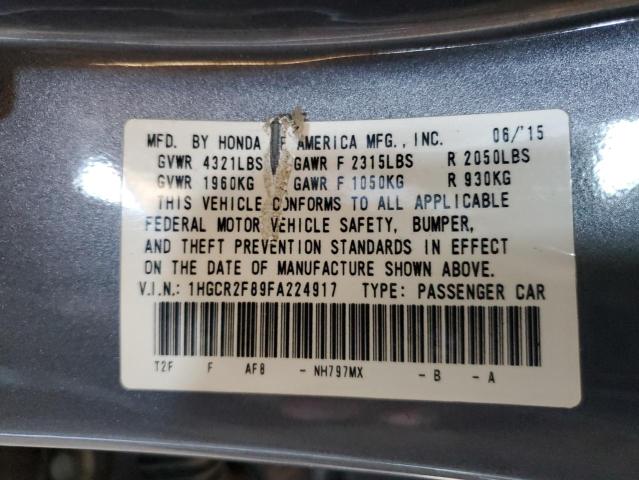 MFD. BY HONDA OF AMERICA MFG., INC. 06/'15
GVWR 4321LBS GAWR F 2315LBS R 2050LBS
GVWR 1960KG GAWR F 1050KG R 930KG
THIS VEHICLE CONFORMS TO ALL APPLICABLE
FEDERAL MOTOR VEHICLE SAFETY, BUMPER,
AND THEFT PREVENTION STANDARDS IN EFFECT
ON THE DATE OF MANUFACTURE SHOWN ABOVE.
V.I.N.: 1HGCR2F89FA224917 TYPE: PASSENGER CAR
T2F F AF8 - NH797MX - B - A